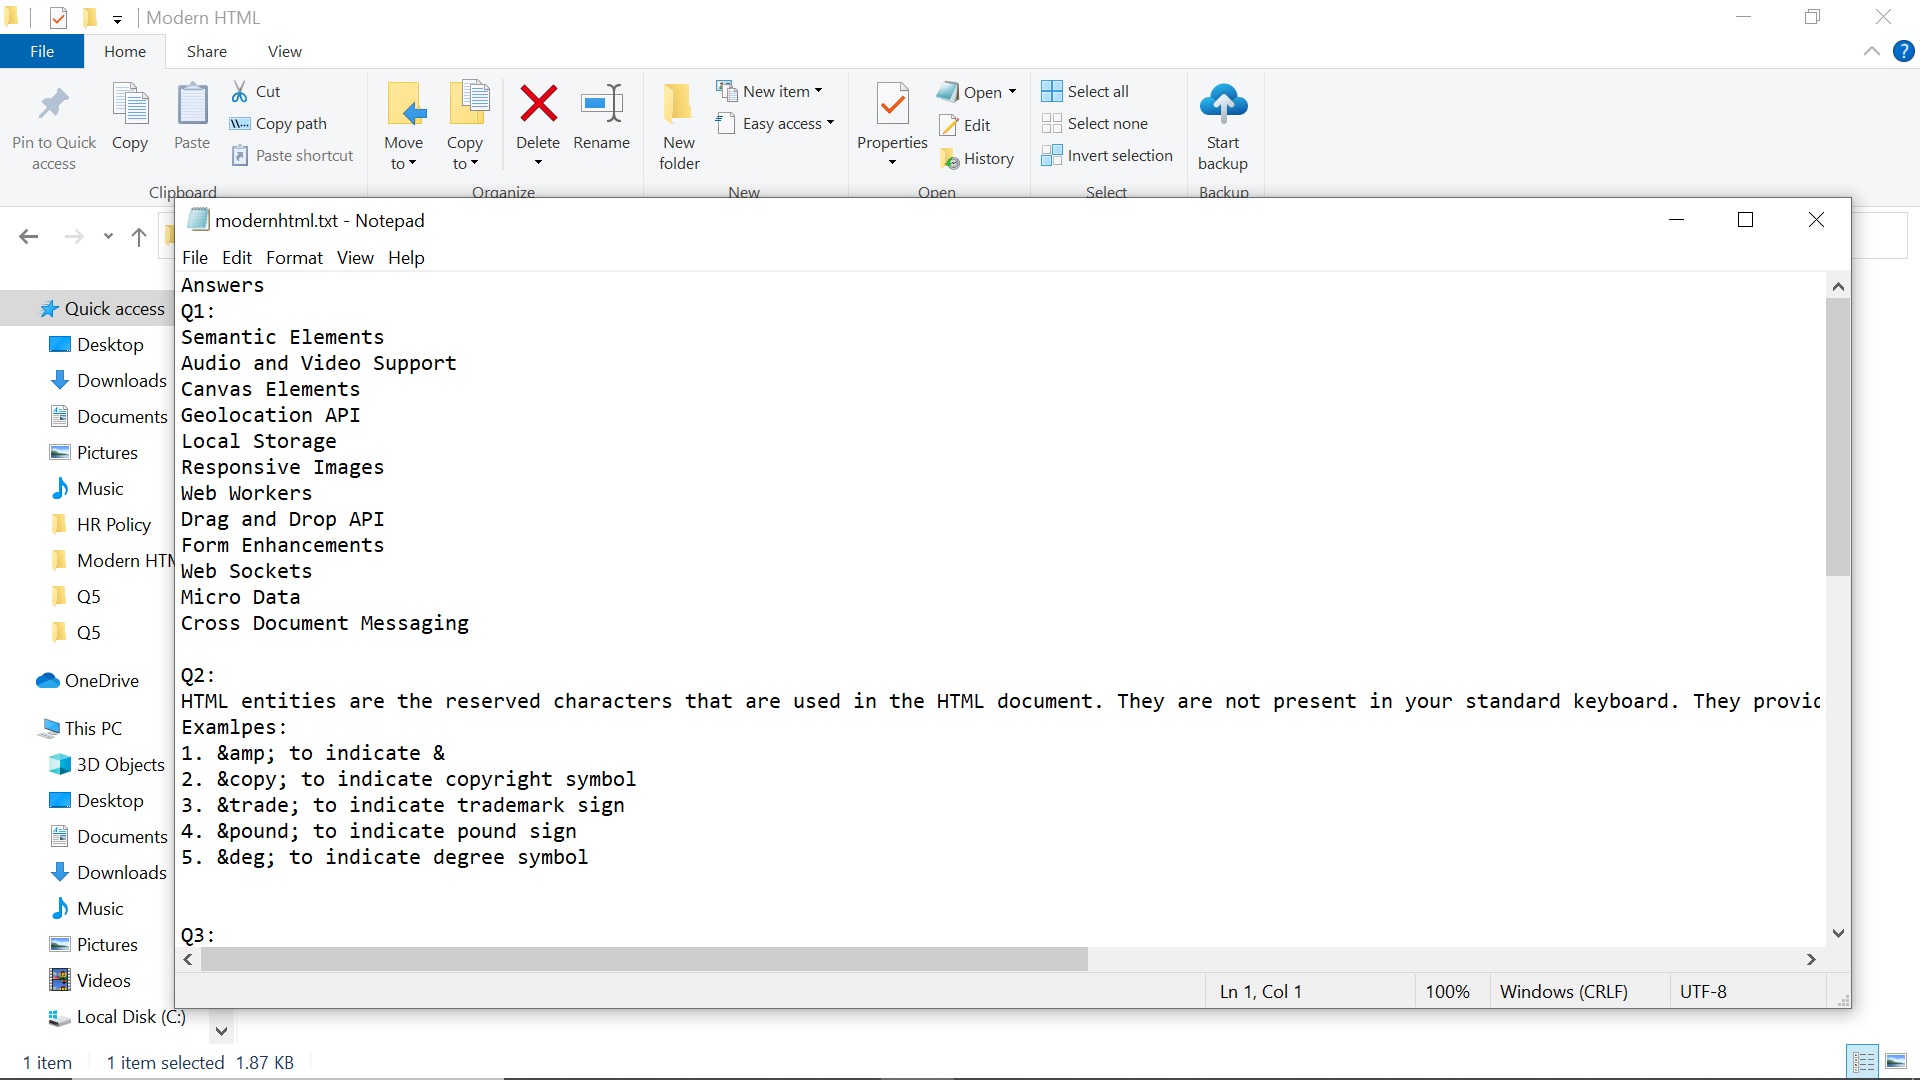 Modern HTML
File Home Share View
Pin to Quick access
Copy
Paste
Cut
Copy path
Paste shortcut
Clipboard
Move to
Copy to
Delete
Rename
Organize
New folder
New item
Easy access
New
Properties
Open
Edit
History
Open
Select all
Select none
Invert selection
Select
Start backup
Backup
modernhtml.txt - Notepad
File Edit Format View Help
Quick access
Desktop
Downloads
Documents
Pictures
Music
HR Policy
Modern HTM
Q5
Q5
OneDrive
This PC
3D Objects
Desktop
Documents
Downloads
Music
Pictures
Videos
Local Disk (C:)
Answers
Q1:
Semantic Elements
Audio and Video Support
Canvas Elements
Geolocation API
Local Storage
Responsive Images
Web Workers
Drag and Drop API
Form Enhancements
Web Sockets
Micro Data
Cross Document Messaging
Q2:
HTML entities are the reserved characters that are used in the HTML document. They are not present in your standard keyboard. They provid
Examlpes:
1. &amp; to indicate &
2. &copy; to indicate copyright symbol
3. &trade; to indicate trademark sign
4. &pound; to indicate pound sign
5. &deg; to indicate degree symbol
Q3:
Ln 1, Col 1 100% Windows (CRLF) UTF-8
1 item 1 item selected 1.87 KB